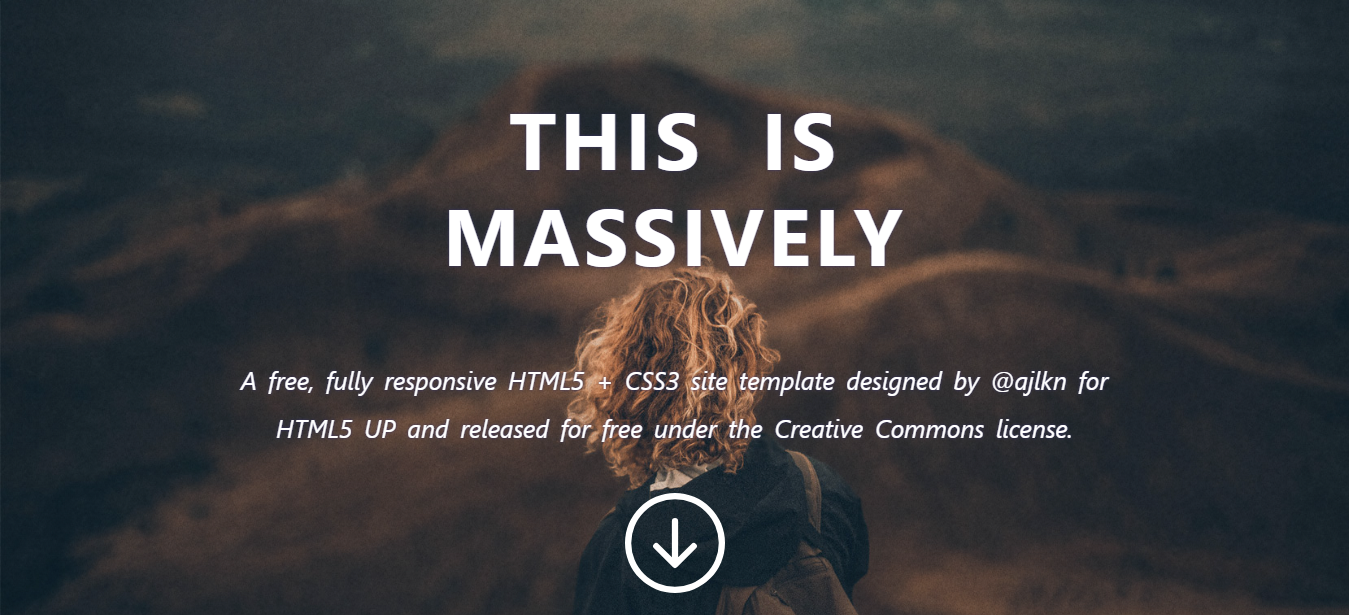 THIS IS
MASSIVELY
A free, fully responsive HTML5 + CSS3 site template designed by @ajlkn for
HTML5 UP and released for free under the Creative Commons license.